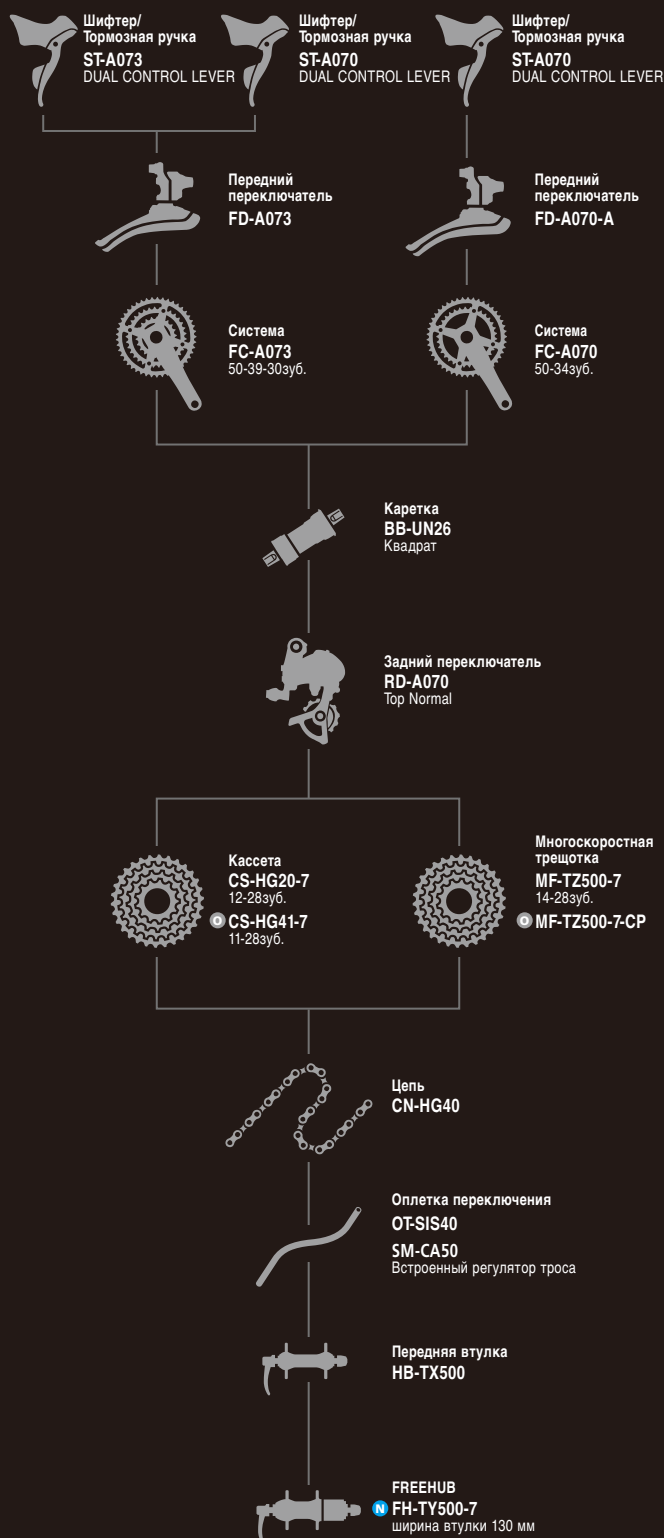 Шифтер/
Тормозная ручка
ST-A073
DUAL CONTROL LEVER
Шифтер/
Тормозная ручка
ST-A070
DUAL CONTROL LEVER
Шифтер/
Тормозная ручка
ST-A070
DUAL CONTROL LEVER
Передний
переключатель
FD-A073
Передний
переключатель
FD-A070-A
Система
FC-A073
50-39-30зуб.
Система
FC-A070
50-34зуб.
Каретка
BB-UN26
Квадрат
Задний переключатель
RD-A070
Top Normal
Кассета
CS-HG20-7
12-28зуб.
O CS-HG41-7
11-28зуб.
Многоскоростная
трещотка
MF-TZ500-7
14-28зуб.
O MF-TZ500-7-CP
Цепь
CN-HG40
Оплетка переключения
OT-SIS40
SM-CA50
Встроенный регулятор троса
Передняя втулка
HB-TX500
FREEHUB
N FH-TY500-7
ширина втулки 130 мм